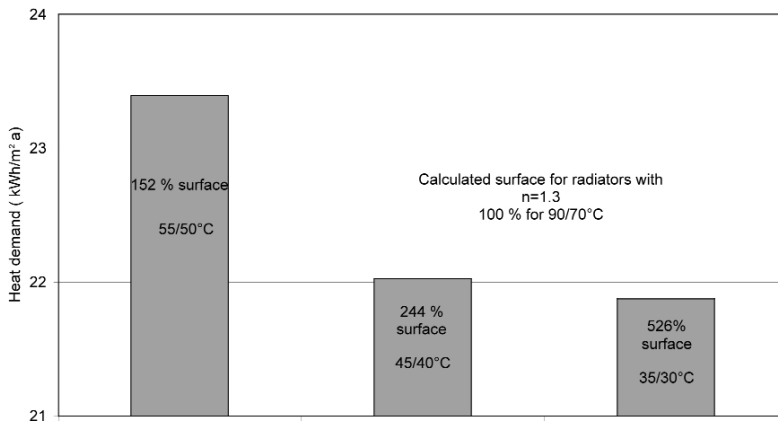 24
23
22
21
Heat demand ( kWh/m² a)
152 % surface
55/50°C
Calculated surface for radiators with
n=1.3
100 % for 90/70°C
244 %
surface
45/40°C
526%
surface
35/30°C